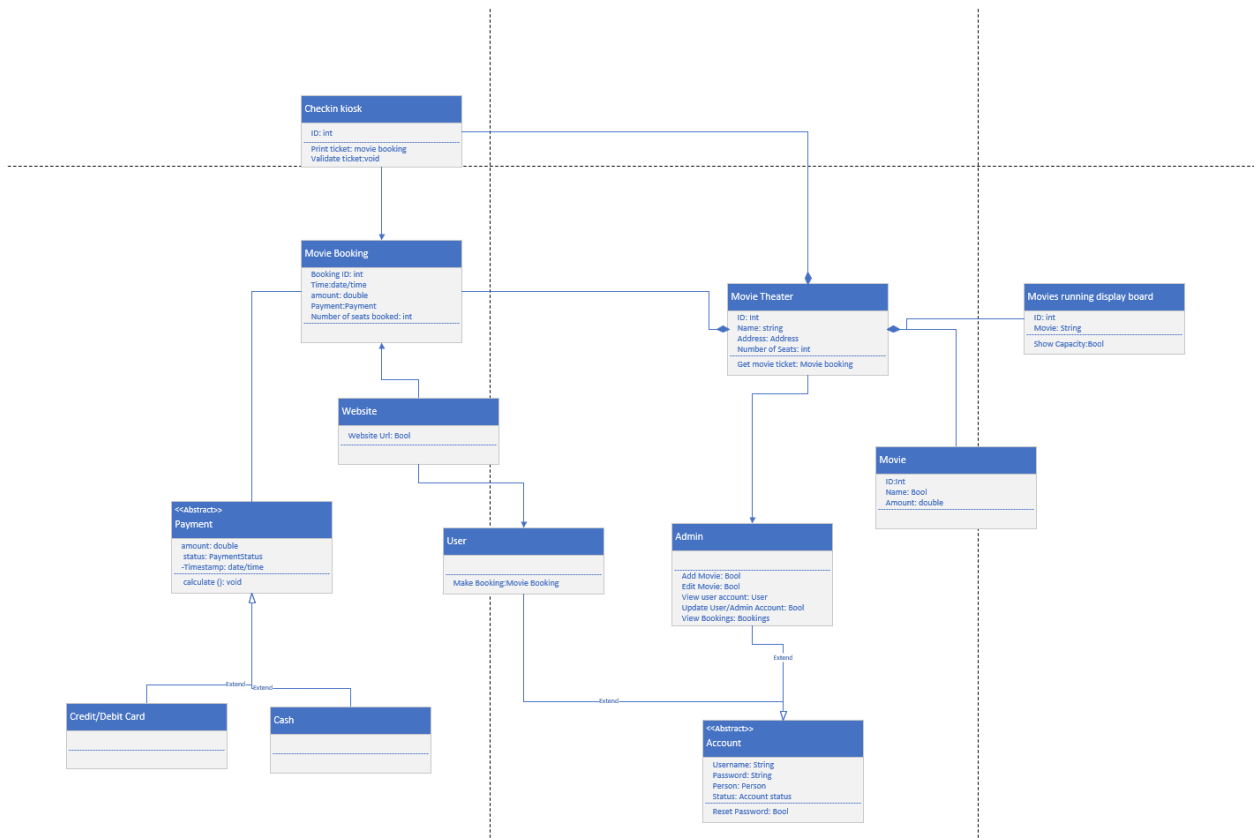 Checkin kiosk
ID: int
Print ticket: movie booking
Validate ticket:void
Movie Booking
Booking ID: int
Time:date/time
amount: double
Payment:Payment
Number of seats booked: int
Movie Theater
ID: Int
Name: string
Address: Address
Number of Seats: int
Get movie ticket: Movie booking
Movies running display board
ID: int
Movie: String
Show Capacity:Bool
Website
Website Url: Bool
Movie
ID:Int
Name: Bool
Amount: double
<<Abstract>>
Payment
amount: double
status: PaymentStatus
-Timestamp: date/time
calculate (): void
User
Make Booking:Movie Booking
Admin
Add Movie: Bool
Edit Movie: Bool
View user account: User
Update User/Admin Account: Bool
View Bookings: Bookings
Extend
Extend
Extend
Extend
Credit/Debit Card
Cash
<<Abstract>>
Account
Username: String
Password: String
Person: Person
Status: Account status
Reset Password: Bool